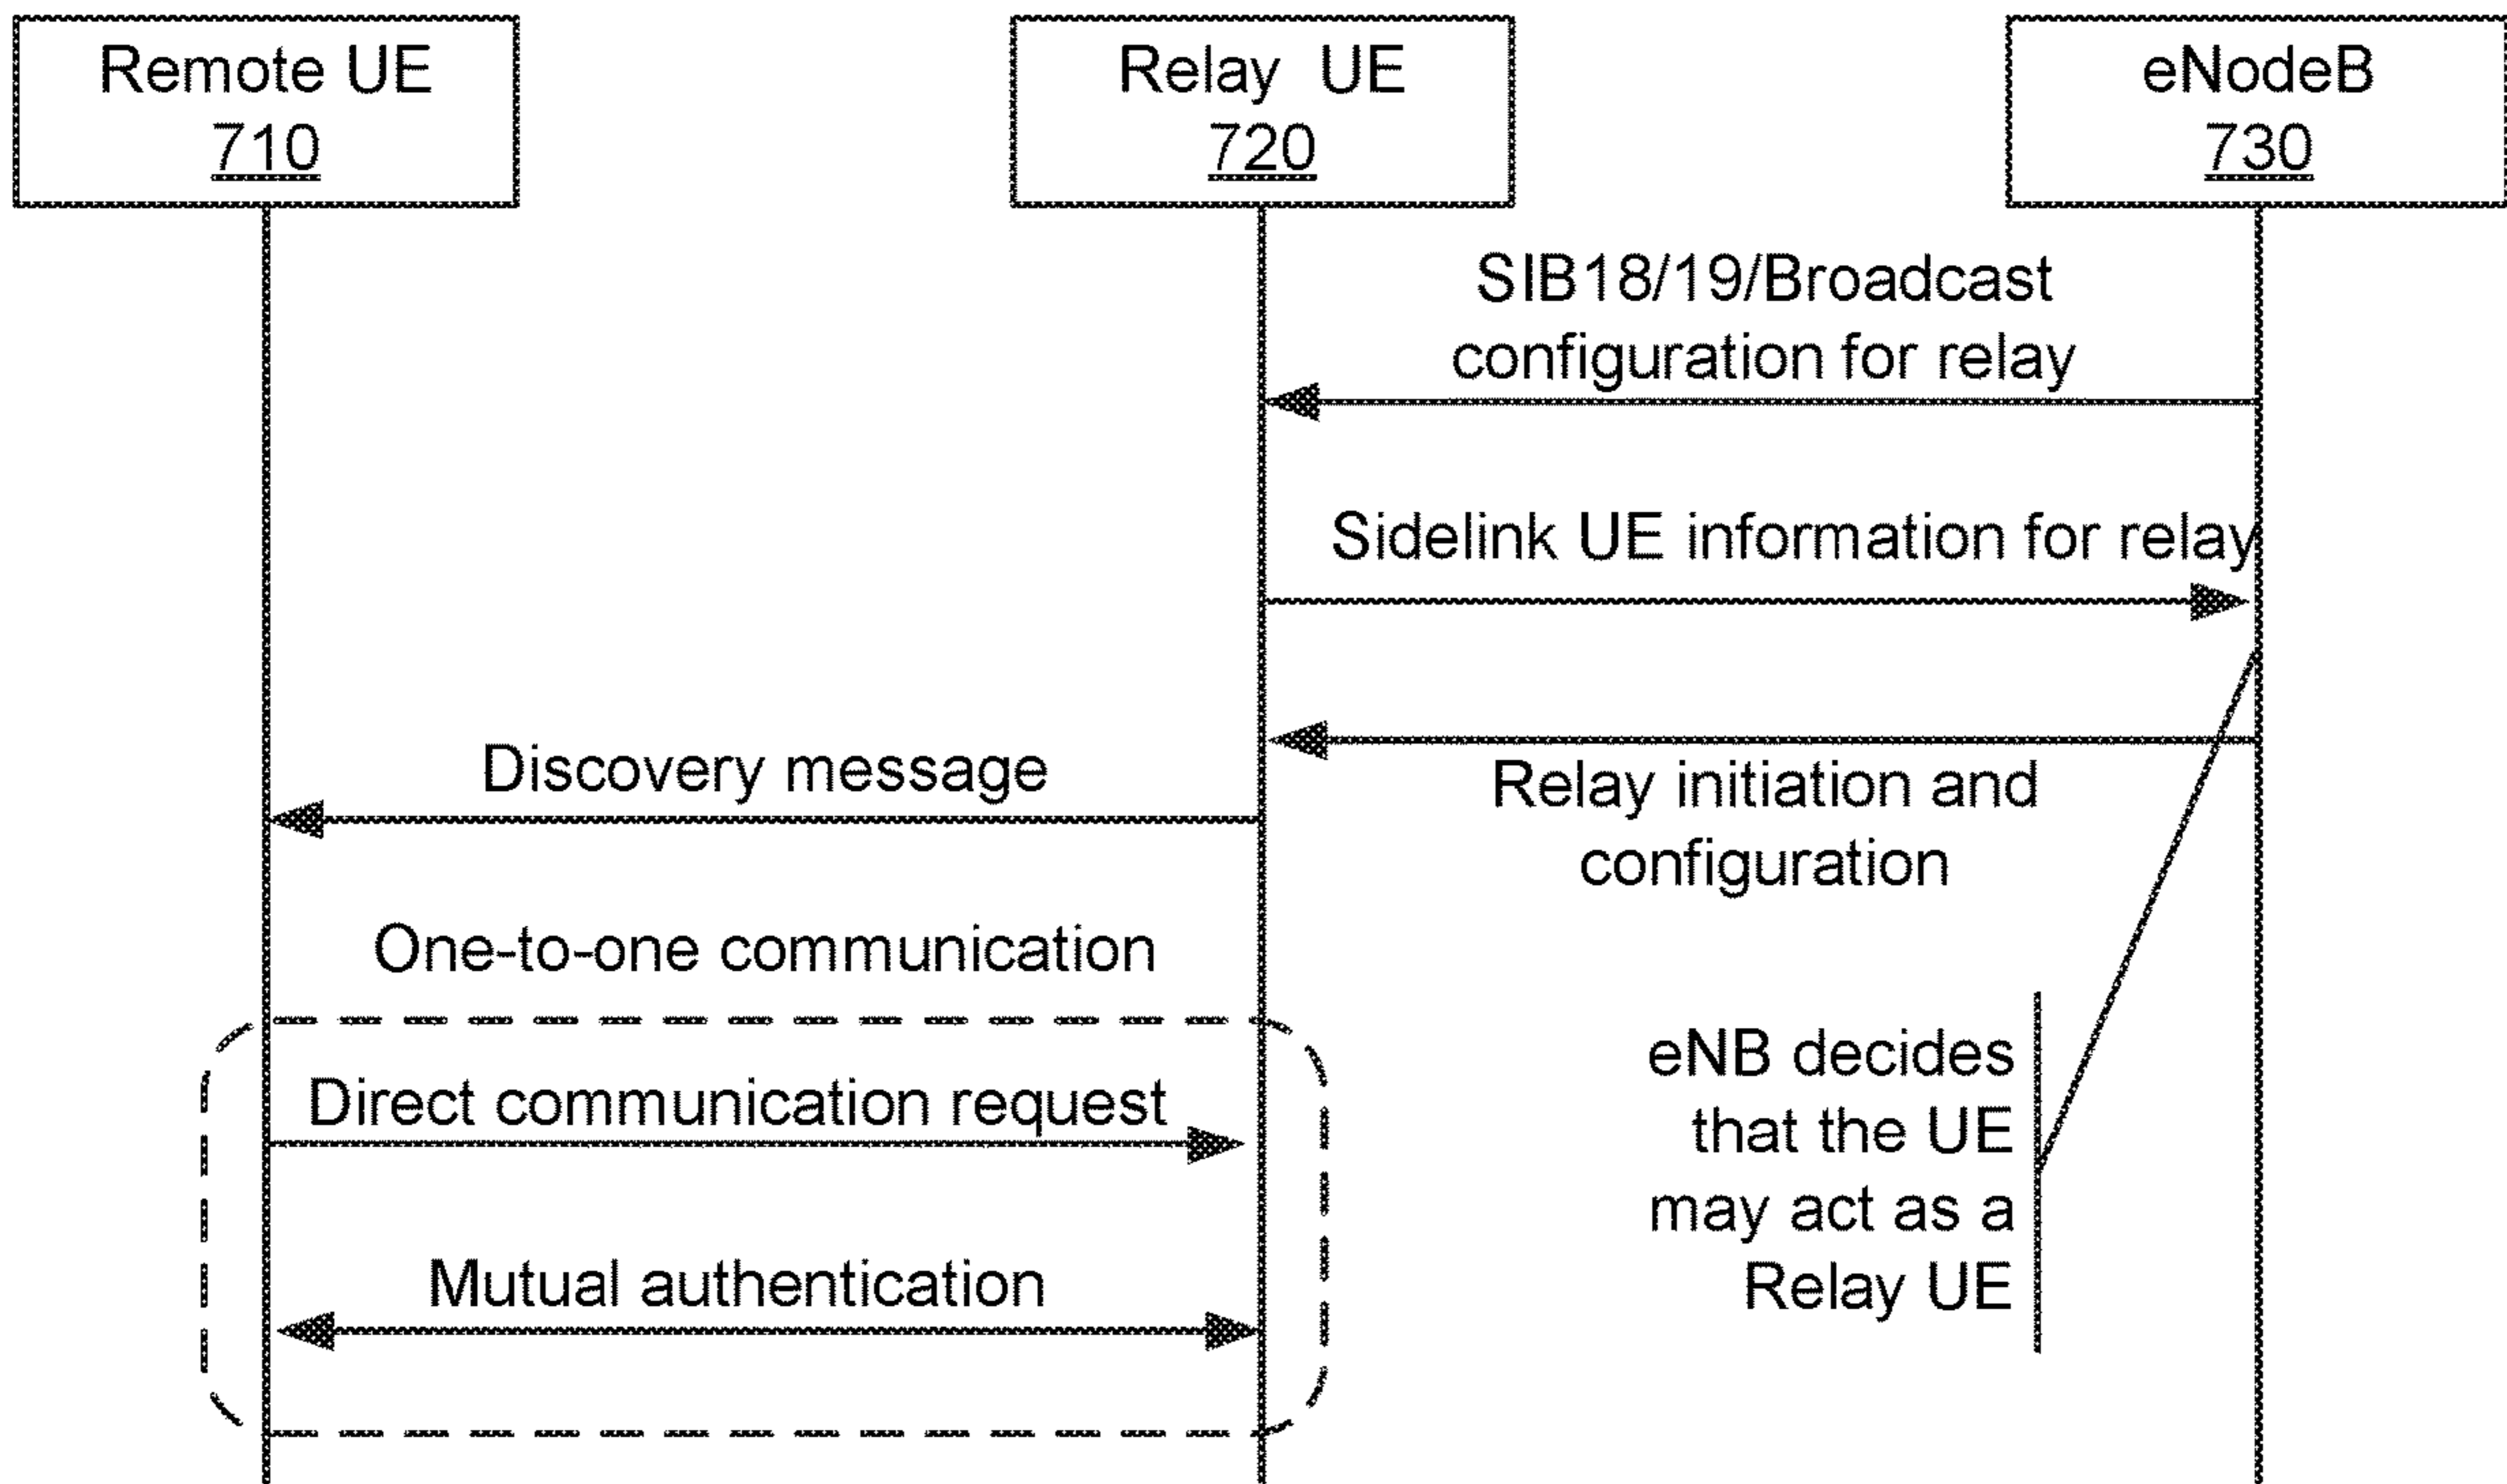 Remote UE
710
Relay UE
720
eNodeB
730
SIB18/19/Broadcast
configuration for relay
Sidelink UE information for relay
Relay initiation and
configuration
Discovery message
One-to-one communication
Direct communication request
Mutual authentication
eNB decides
that the UE
may act as a
Relay UE